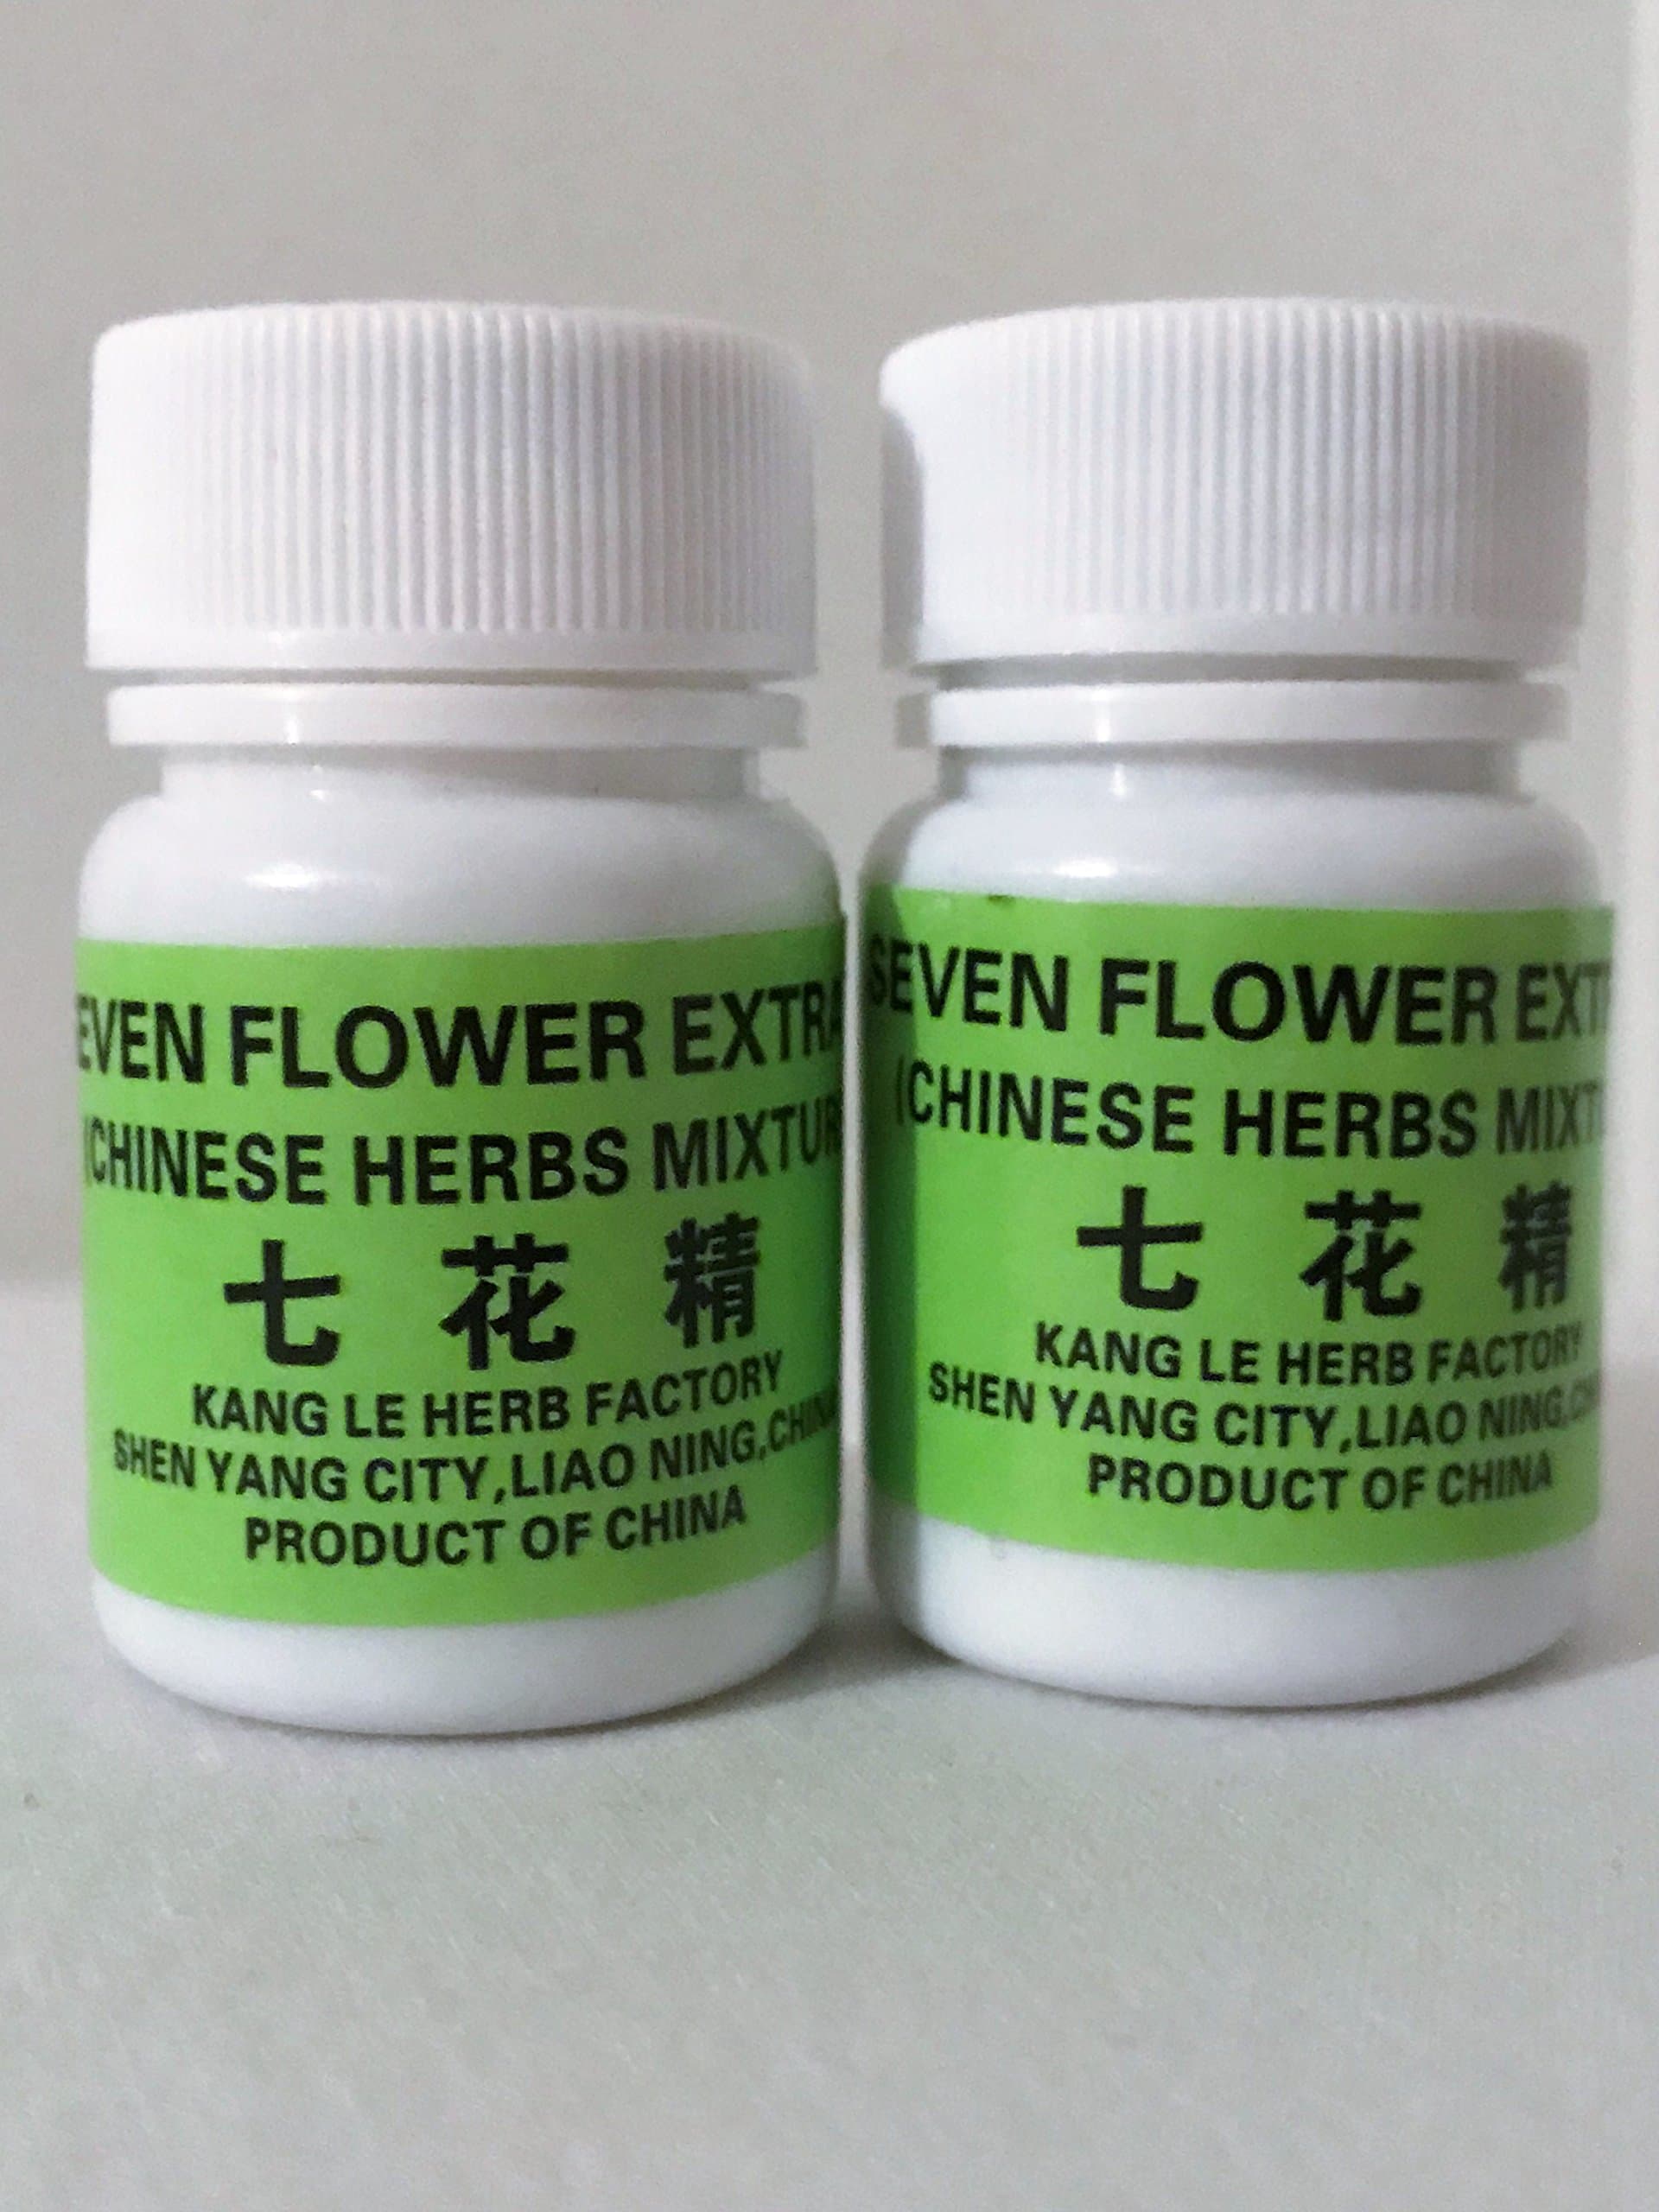 EVEN FLOWER EXTRA
(CHINESE HERBS MIXTUR
七 花 精
KANG LE HERB FACTORY
SHEN YANG CITY,LIAO NING,CHINA
PRODUCT OF CHINA
SEVEN FLOWER EXT
(CHINESE HERBS MIXT
七 花 精
KANG LE HERB FACTORY
SHEN YANG CITY,LIAO NING,
PRODUCT OF CHINA